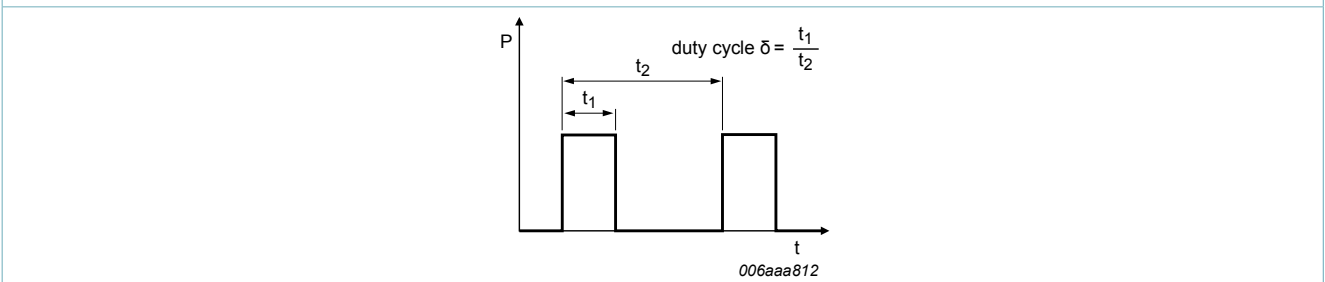 P
duty cycle δ = t1
t2
t2
t1
t
006aaa812